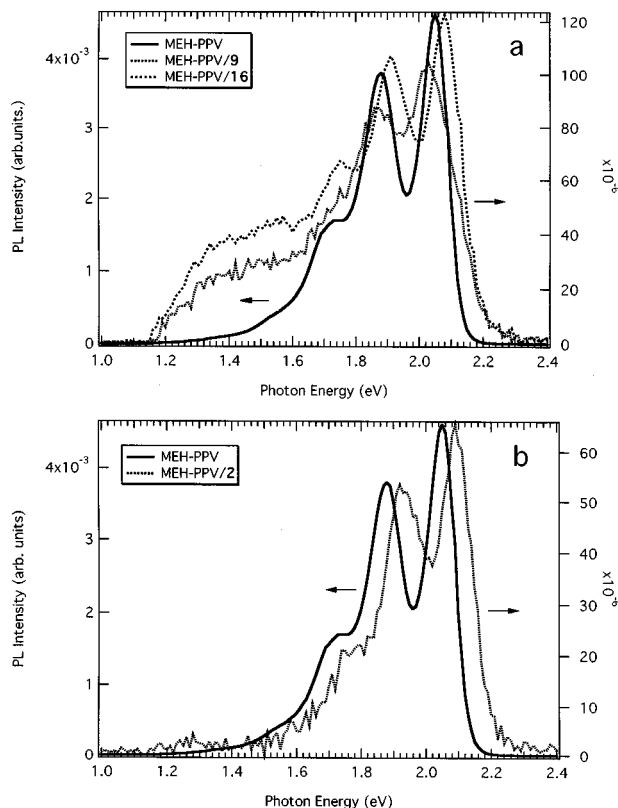 a
MEH-PPV
MEH-PPV/9
MEH-PPV/16
4x10⁻³
3
2
1
0
PL Intensity (arb.units.)
120
100
80
60
40
20
0
x10⁻⁶
1.0 1.2 1.4 1.6 1.8 2.0 2.2 2.4
Photon Energy (eV)
b
MEH-PPV
MEH-PPV/2
4x10⁻³
3
2
1
0
PL Intensity (arb. units)
60
50
40
30
20
10
0
x10⁻⁶
1.0 1.2 1.4 1.6 1.8 2.0 2.2 2.4
Photon Energy (eV)